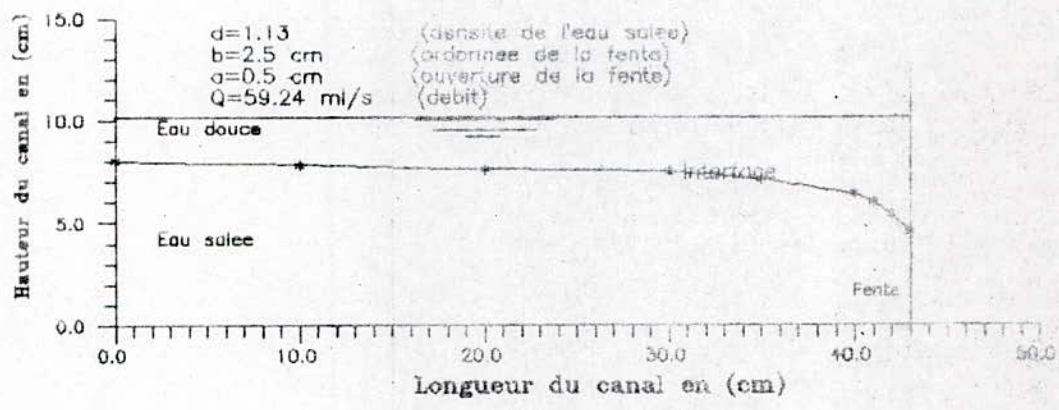 15.0
d=1.13 (densite de l'eau salee)
b=2.5 cm (ordorinee de la fente)
a=0.5 cm (ouverture de la fente)
Q=59.24 ml/s (debit)
10.0
Eau douce
Interface
5.0
Eau salee
Fente
0.0
0.0 10.0 20.0 30.0 40.0 50.0
Longueur du canal en (cm)
Hauteur du canal en (cm)